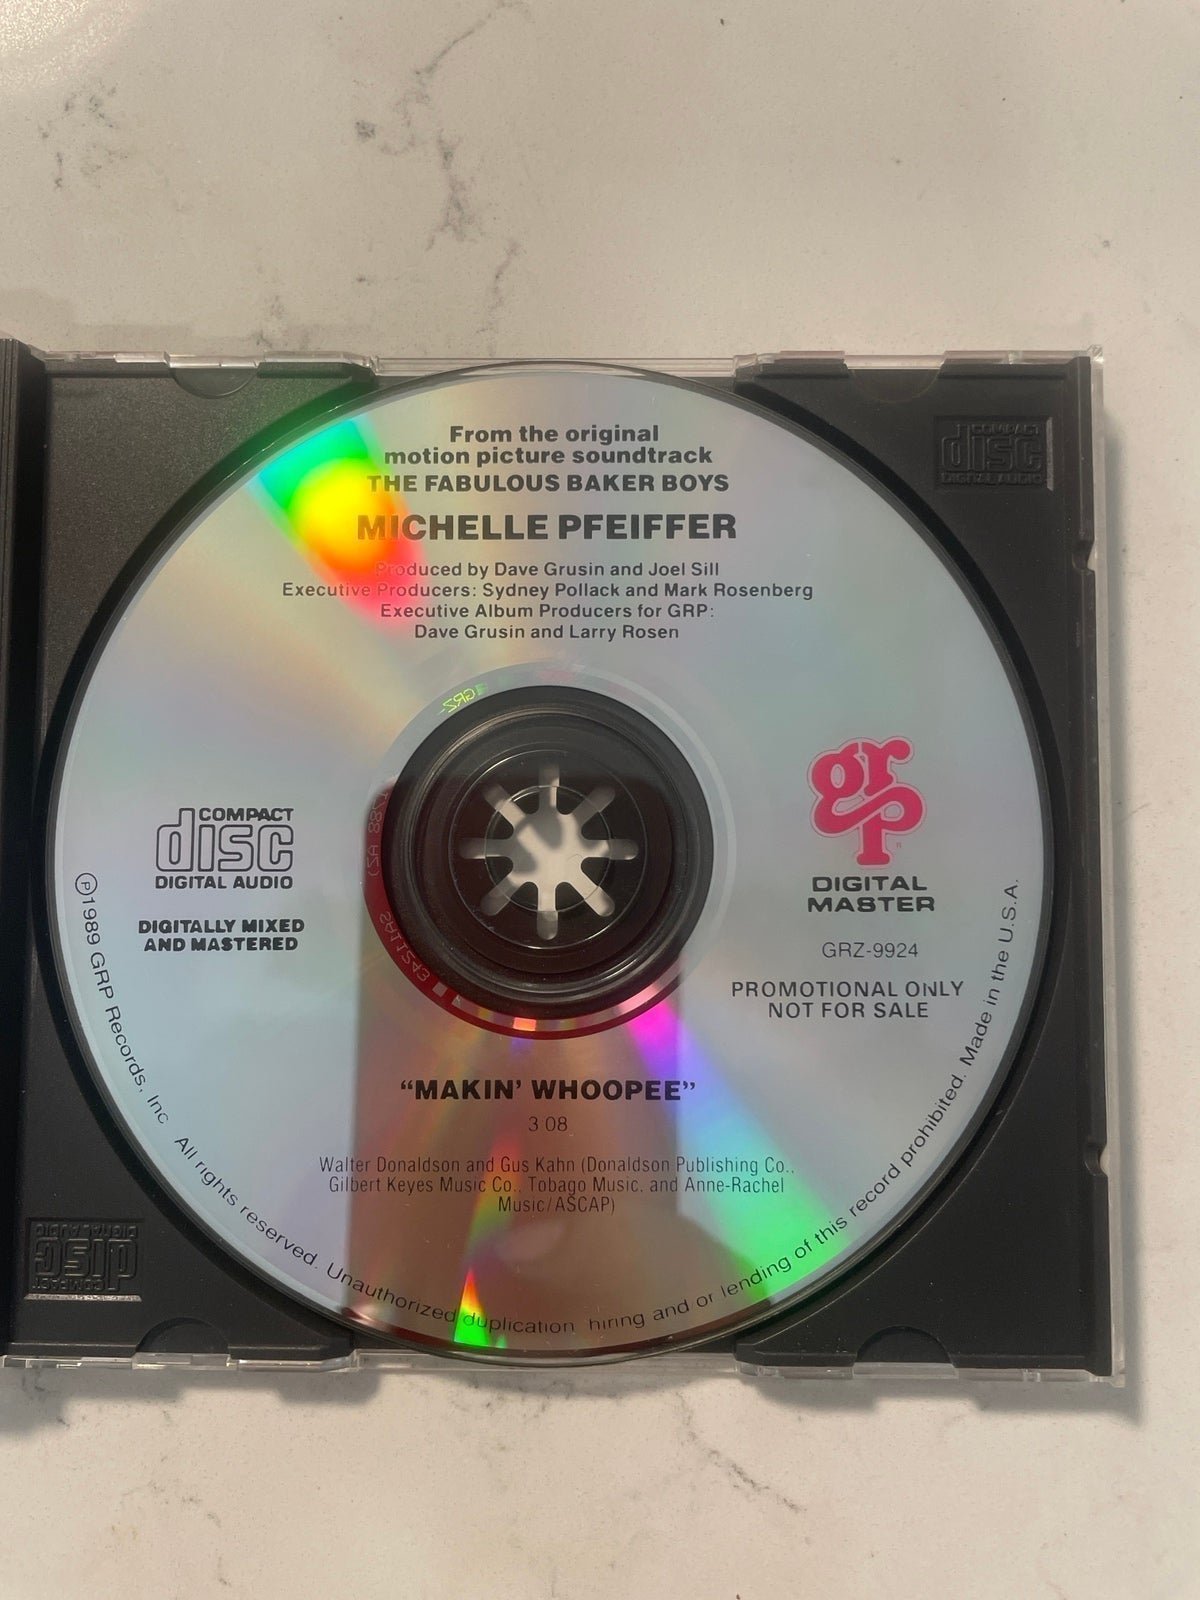 From the original
motion picture soundtrack
THE FABULOUS BAKER BOYS
MICHELLE PFEIFFER
Produced by Dave Grusin and Joel Sill
Executive Producers: Sydney Pollack and Mark Rosenberg
Executive Album Producers for GRP:
Dave Grusin and Larry Rosen
COMPACT
disc
DIGITAL AUDIO
DIGITALLY MIXED
AND MASTERED
grp
DIGITAL
MASTER
GRZ-9924
PROMOTIONAL ONLY
NOT FOR SALE
"MAKIN' WHOOPEE"
3 08
Walter Donaldson and Gus Kahn (Donaldson Publishing Co.,
Gilbert Keyes Music Co., Tobago Music, and Anne-Rachel
Music/ASCAP)
℗1989 GRP Records, Inc All rights reserved. Unauthorized duplication hiring and or lending of this record prohibited. Made in the U.S.A.
COMPACT
disc
DIGITAL AUDIO
COMPACT
disc
DIGITAL AUDIO